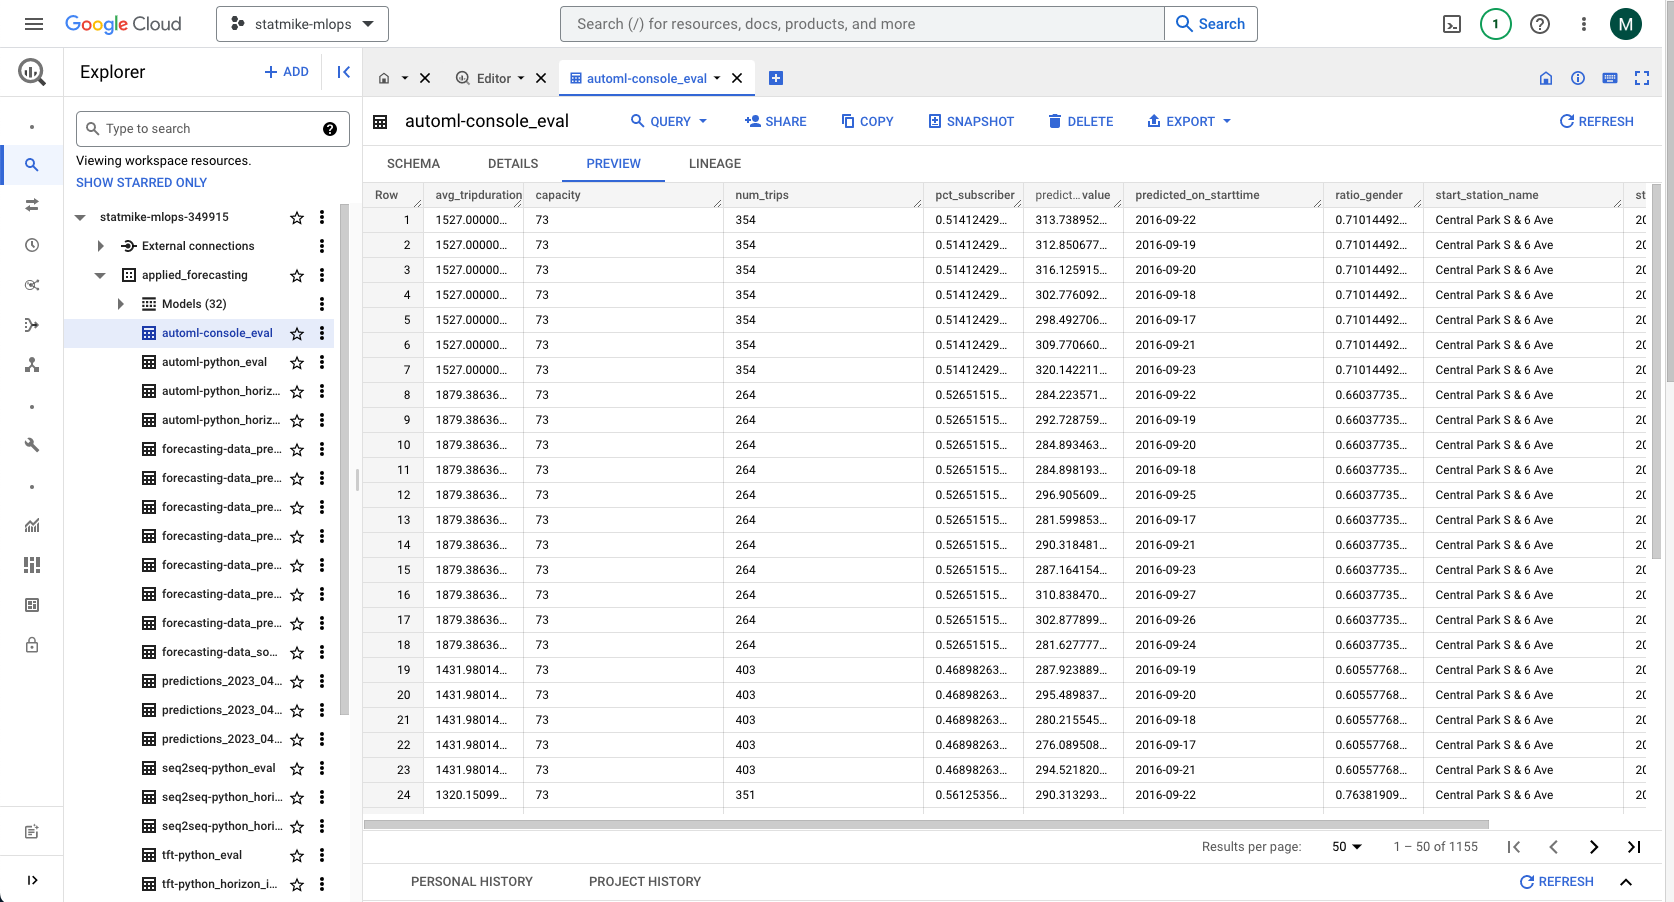 Google Cloud
statmike-mlops
Search (/) for resources, docs, products, and more
Search
1
M
Explorer
ADD
Editor
automl-console_eval
Type to search
Viewing workspace resources.
SHOW STARRED ONLY
statmike-mlops-349915
External connections
applied_forecasting
Models (32)
automl-console_eval
automl-python_eval
automl-python_horiz...
automl-python_horiz...
forecasting-data_pre...
forecasting-data_pre...
forecasting-data_pre...
forecasting-data_pre...
forecasting-data_pre...
forecasting-data_pre...
forecasting-data_pre...
forecasting-data_so...
predictions_2023_04...
predictions_2023_04...
predictions_2023_04...
seq2seq-python_eval
seq2seq-python_hori...
seq2seq-python_hori...
tft-python_eval
tft-python_horizon_i...
automl-console_eval
QUERY
SHARE
COPY
SNAPSHOT
DELETE
EXPORT
REFRESH
SCHEMA DETAILS PREVIEW LINEAGE
Row avg_tripduration capacity num_trips pct_subscriber predict...value predicted_on_starttime ratio_gender start_station_name st
1 1527.00000... 73 354 0.51412429... 313.738952... 2016-09-22 0.71014492... Central Park S & 6 Ave 20
2 1527.00000... 73 354 0.51412429... 312.850677... 2016-09-19 0.71014492... Central Park S & 6 Ave 20
3 1527.00000... 73 354 0.51412429... 316.125915... 2016-09-20 0.71014492... Central Park S & 6 Ave 20
4 1527.00000... 73 354 0.51412429... 302.776092... 2016-09-18 0.71014492... Central Park S & 6 Ave 20
5 1527.00000... 73 354 0.51412429... 298.492706... 2016-09-17 0.71014492... Central Park S & 6 Ave 20
6 1527.00000... 73 354 0.51412429... 309.770660... 2016-09-21 0.71014492... Central Park S & 6 Ave 20
7 1527.00000... 73 354 0.51412429... 320.142211... 2016-09-23 0.71014492... Central Park S & 6 Ave 20
8 1879.38636... 73 264 0.52651515... 284.223571... 2016-09-22 0.66037735... Central Park S & 6 Ave 20
9 1879.38636... 73 264 0.52651515... 292.728759... 2016-09-19 0.66037735... Central Park S & 6 Ave 20
10 1879.38636... 73 264 0.52651515... 284.893463... 2016-09-20 0.66037735... Central Park S & 6 Ave 20
11 1879.38636... 73 264 0.52651515... 284.898193... 2016-09-18 0.66037735... Central Park S & 6 Ave 20
12 1879.38636... 73 264 0.52651515... 296.905609... 2016-09-25 0.66037735... Central Park S & 6 Ave 20
13 1879.38636... 73 264 0.52651515... 281.599853... 2016-09-17 0.66037735... Central Park S & 6 Ave 20
14 1879.38636... 73 264 0.52651515... 290.318481... 2016-09-21 0.66037735... Central Park S & 6 Ave 20
15 1879.38636... 73 264 0.52651515... 287.164154... 2016-09-23 0.66037735... Central Park S & 6 Ave 20
16 1879.38636... 73 264 0.52651515... 310.838470... 2016-09-27 0.66037735... Central Park S & 6 Ave 20
17 1879.38636... 73 264 0.52651515... 302.877899... 2016-09-26 0.66037735... Central Park S & 6 Ave 20
18 1879.38636... 73 264 0.52651515... 281.627777... 2016-09-24 0.66037735... Central Park S & 6 Ave 20
19 1431.98014... 73 403 0.46898263... 287.923889... 2016-09-19 0.60557768... Central Park S & 6 Ave 20
20 1431.98014... 73 403 0.46898263... 295.489837... 2016-09-20 0.60557768... Central Park S & 6 Ave 20
21 1431.98014... 73 403 0.46898263... 280.215545... 2016-09-18 0.60557768... Central Park S & 6 Ave 20
22 1431.98014... 73 403 0.46898263... 276.089508... 2016-09-17 0.60557768... Central Park S & 6 Ave 20
23 1431.98014... 73 403 0.46898263... 294.521820... 2016-09-21 0.60557768... Central Park S & 6 Ave 20
24 1320.15099... 73 351 0.56125356... 290.313293... 2016-09-22 0.76381909... Central Park S & 6 Ave 20
Results per page: 50 1 – 50 of 1155
PERSONAL HISTORY PROJECT HISTORY REFRESH